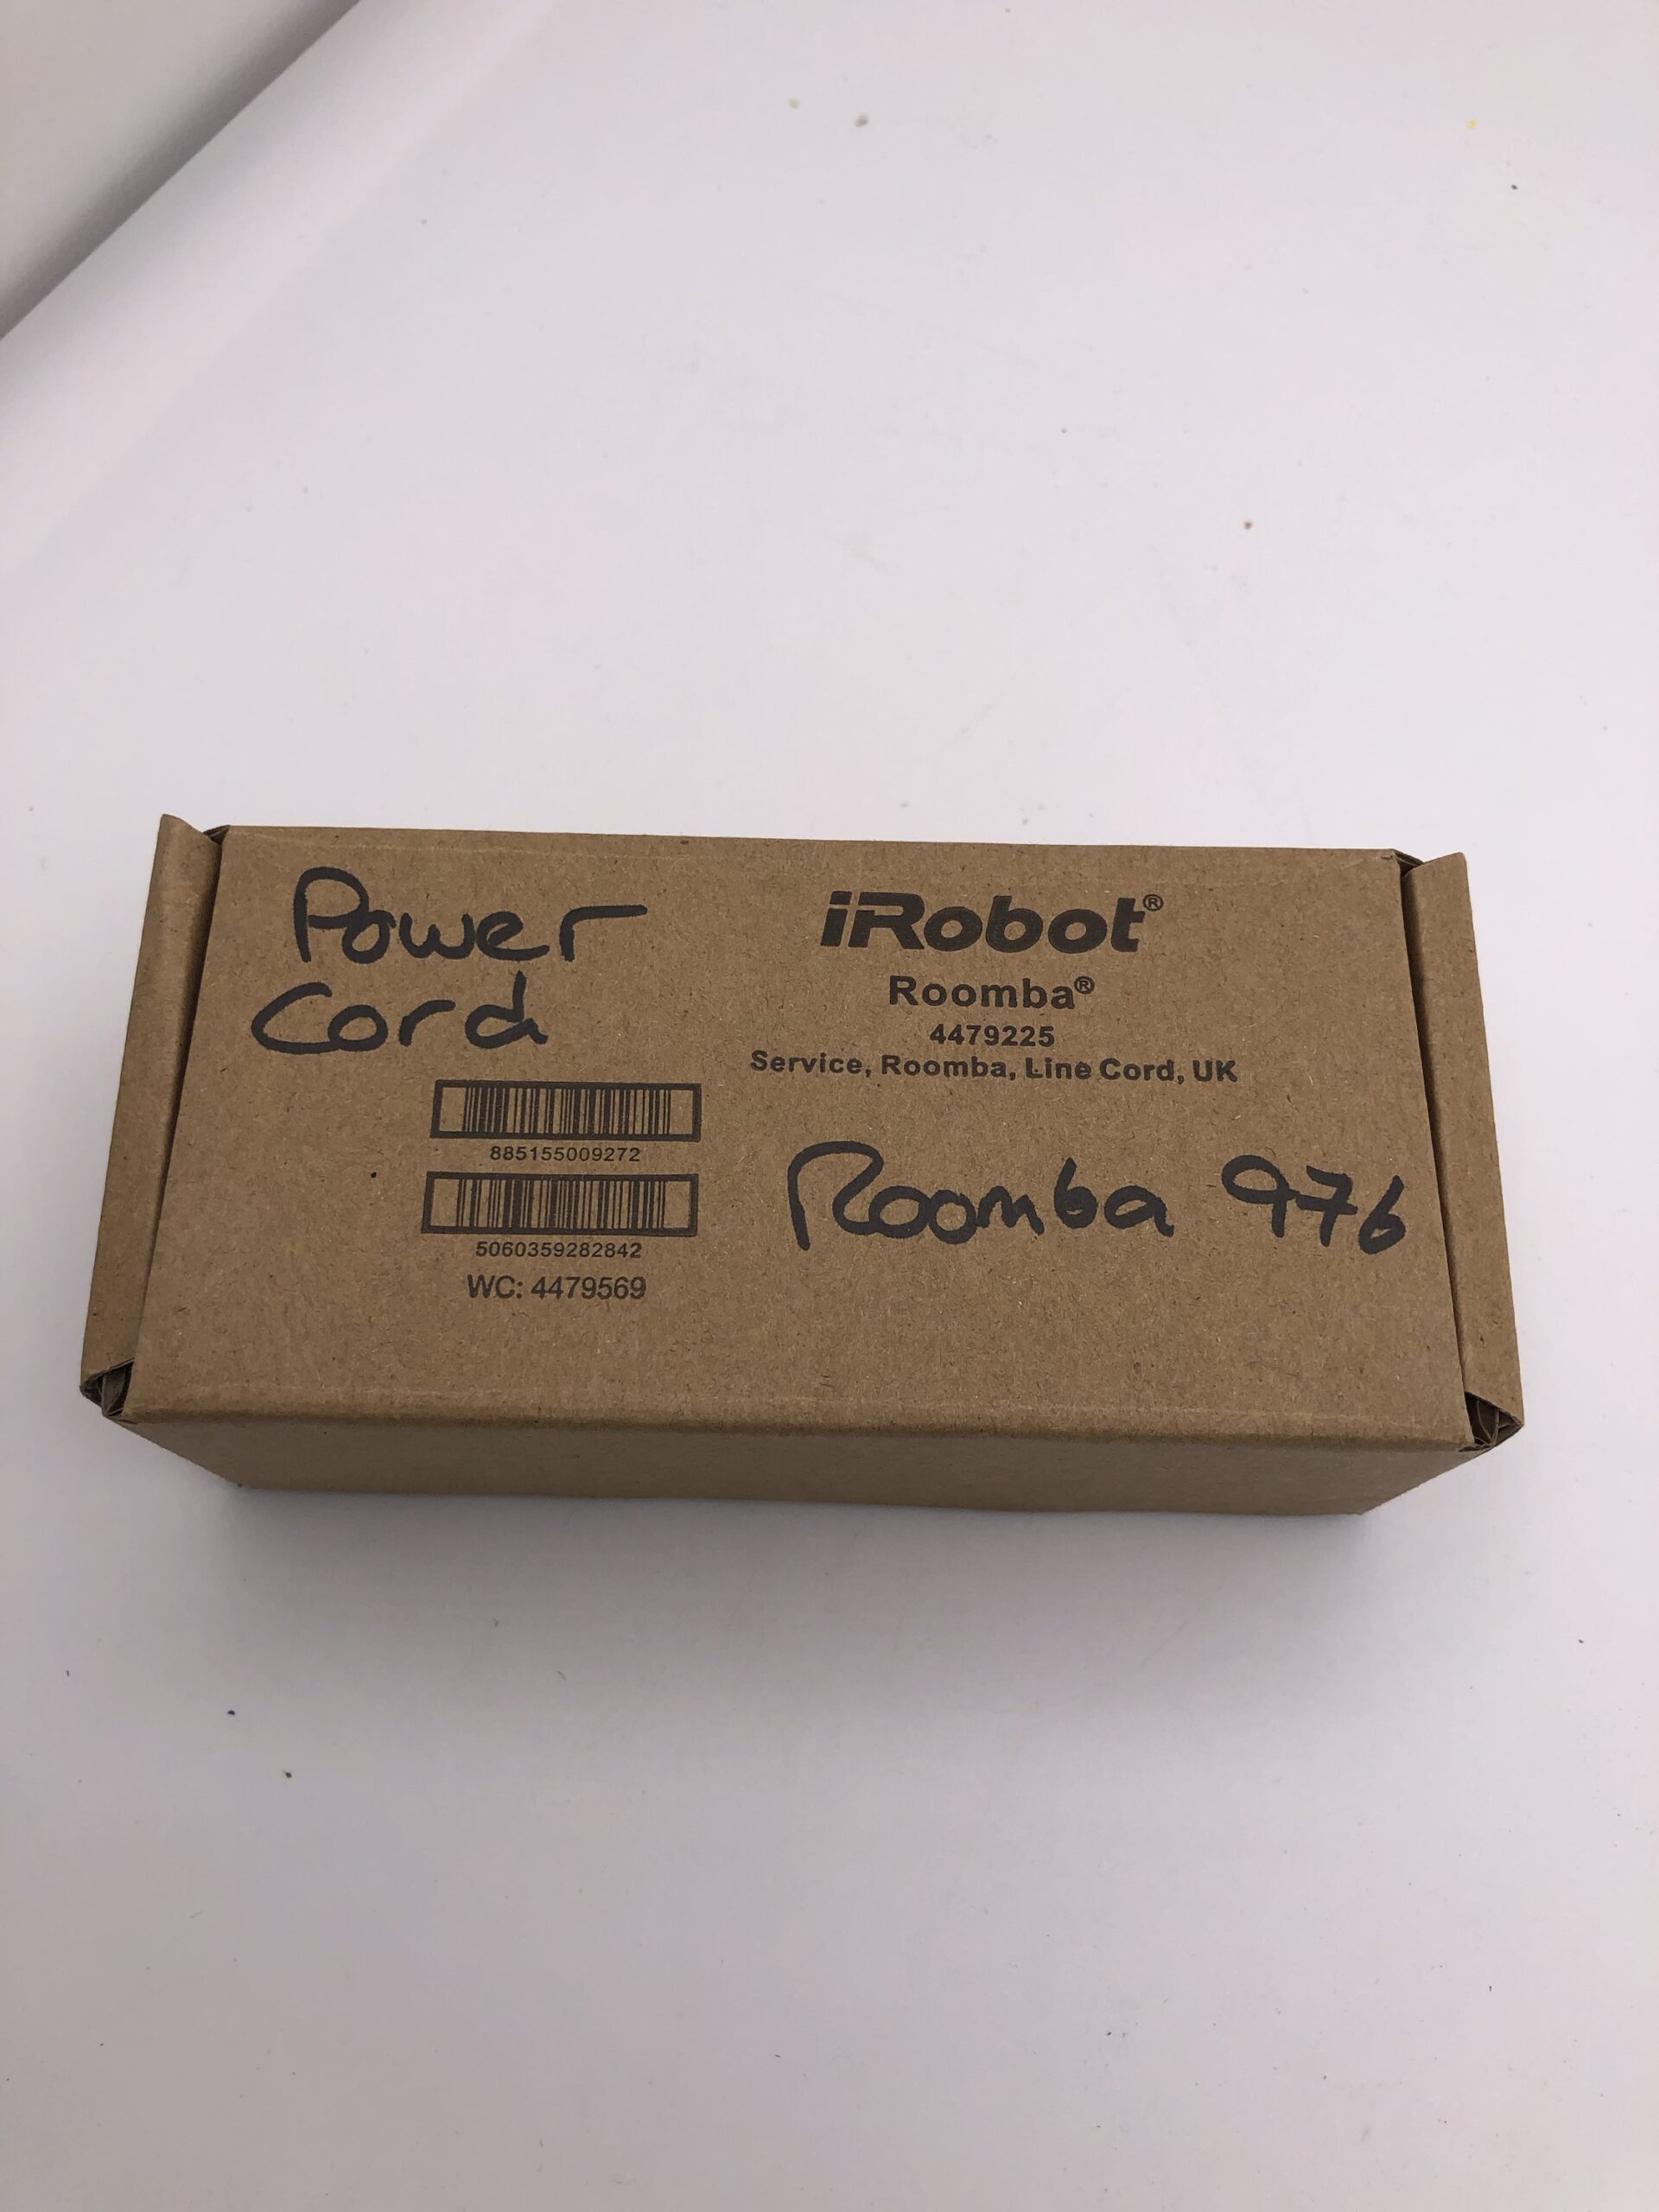 Power
Cord
iRobot®
Roomba®
4479225
Service, Roomba, Line Cord, UK
885155009272
5060359282842
WC: 4479569
Roomba 976